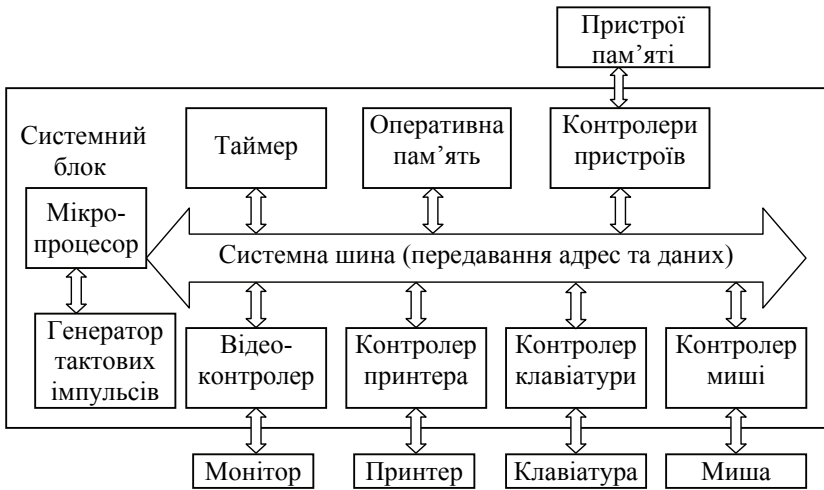 Пристрої
пам’яті
Системний
блок
Таймер
Оперативна
пам’ять
Контролери
пристроїв
Мікро-
процесор
Системна шина (передавання адрес та даних)
Генератор
тактових
імпульсів
Відео-
контролер
Контролер
принтера
Контролер
клавіатури
Контролер
миші
Монітор
Принтер
Клавіатура
Миша